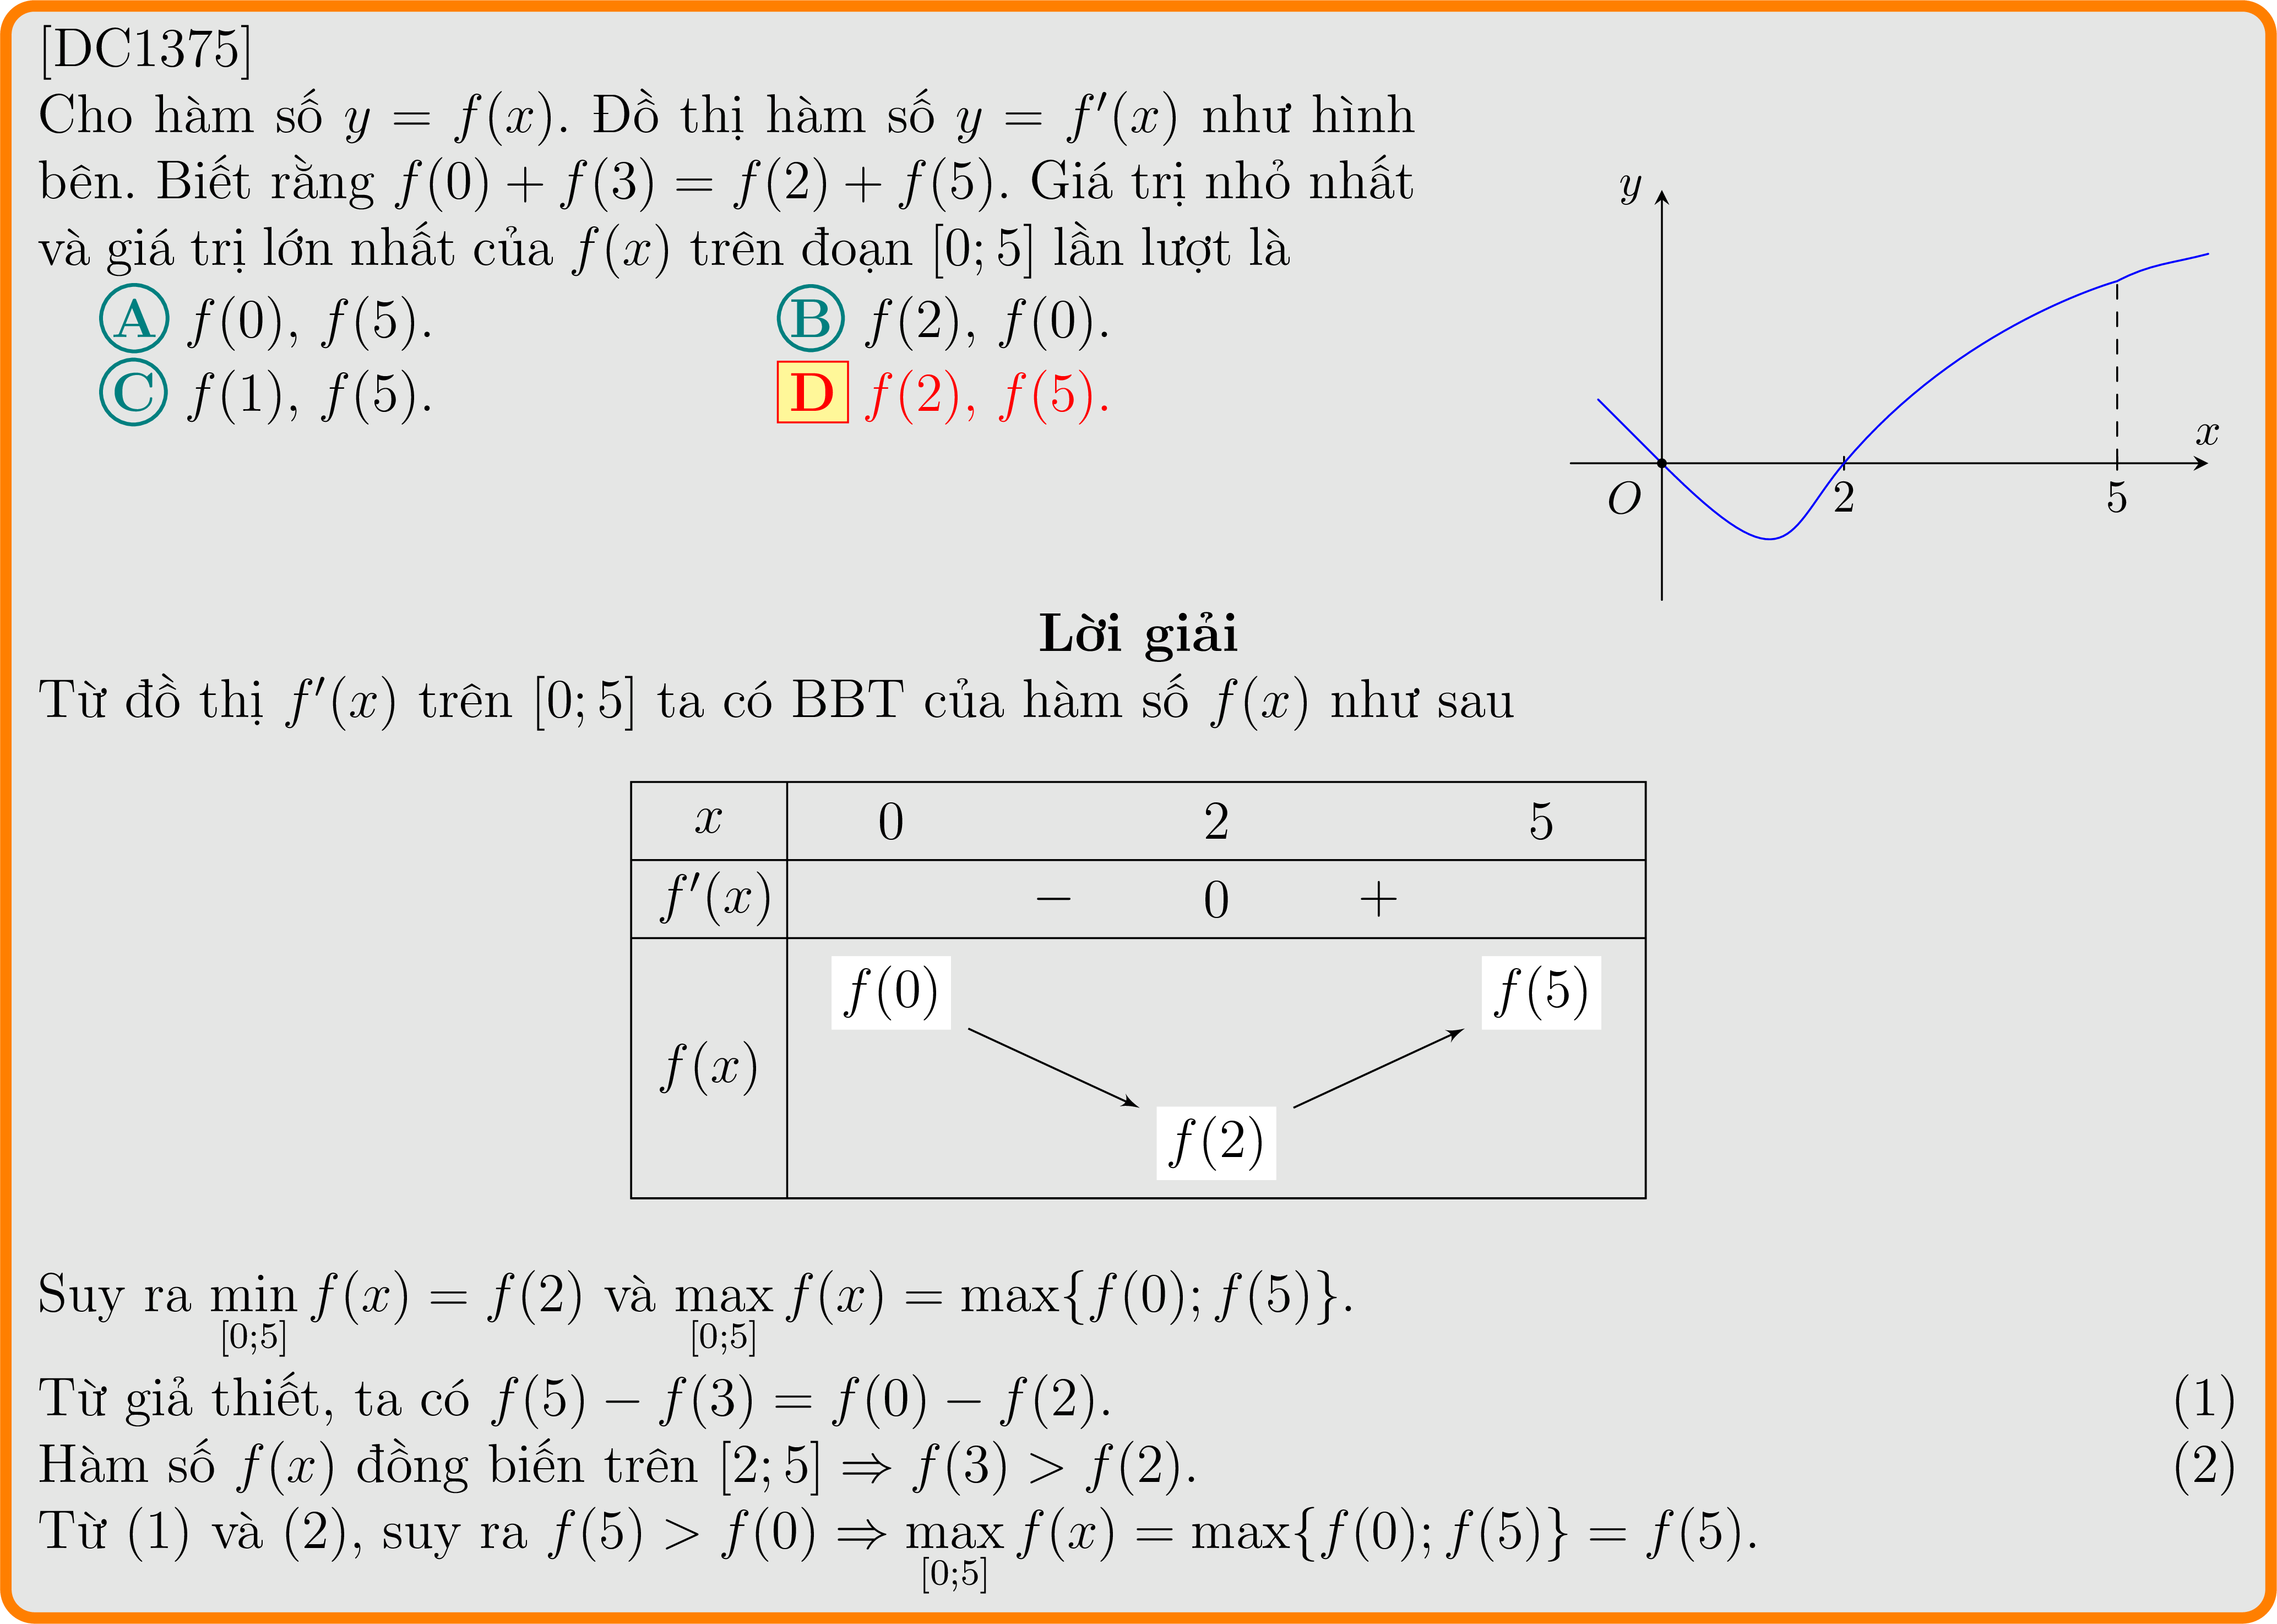 [DC1375]
Cho hàm số y = f(x). Đồ thị hàm số y = f′(x) như hình
bên. Biết rằng f(0) + f(3) = f(2) + f(5). Giá trị nhỏ nhất
và giá trị lớn nhất của f(x) trên đoạn [0; 5] lần lượt là
A f(0), f(5).
B f(2), f(0).
C f(1), f(5).
D f(2), f(5).
y
x
O
2
5
Lời giải
Từ đồ thị f′(x) trên [0; 5] ta có BBT của hàm số f(x) như sau
x 0 2 5
f′(x) − 0 +
f(0) f(5)
f(x)
f(2)
Suy ra min f(x) = f(2) và max f(x) = max{f(0); f(5)}.
[0;5] [0;5]
Từ giả thiết, ta có f(5) − f(3) = f(0) − f(2). (1)
Hàm số f(x) đồng biến trên [2; 5] ⇒ f(3) > f(2). (2)
Từ (1) và (2), suy ra f(5) > f(0) ⇒ max f(x) = max{f(0); f(5)} = f(5).
[0;5]